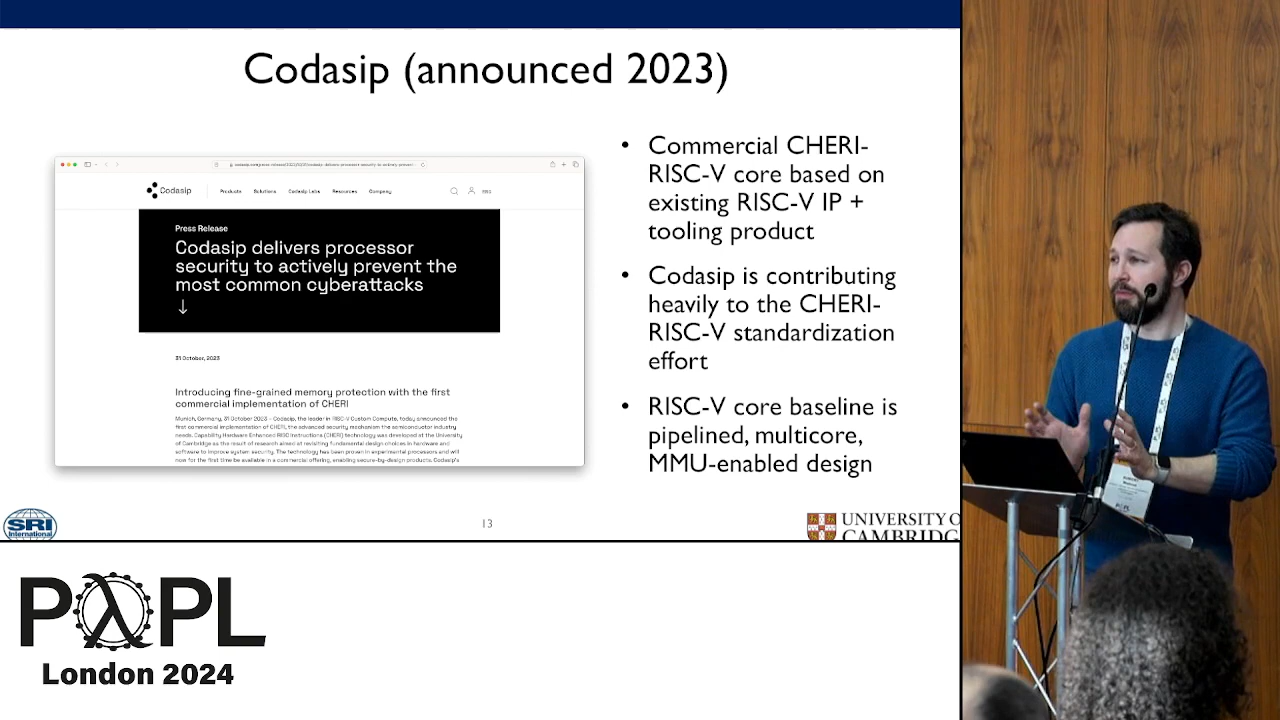 Codasip (announced 2023)
Codasip
Products Solutions Codasip Labs Resources Company
Press Release
Codasip delivers processor
security to actively prevent the
most common cyberattacks
↓
31 October, 2023
Introducing fine-grained memory protection with the first
commercial implementation of CHERI
Munich, Germany, 31 October 2023 – Codasip, the leader in RISC-V Custom Compute, today announced the
first commercial implementation of CHERI, the advanced security mechanism the semiconductor industry
needs. Capability Hardware Enhanced RISC Instructions (CHERI) technology was developed at the University
of Cambridge as the result of research aimed at revisiting fundamental design choices in hardware and
software to improve system security. The technology has been proven in experimental processors and will
now for the first time be available in a commercial offering, enabling secure-by-design products. Codasip's
• Commercial CHERI-
RISC-V core based on
existing RISC-V IP +
tooling product
• Codasip is contributing
heavily to the CHERI-
RISC-V standardization
effort
• RISC-V core baseline is
pipelined, multicore,
MMU-enabled design
SRI
International
13
UNIVERSITY O
CAMBRIDG
PλPL
London 2024